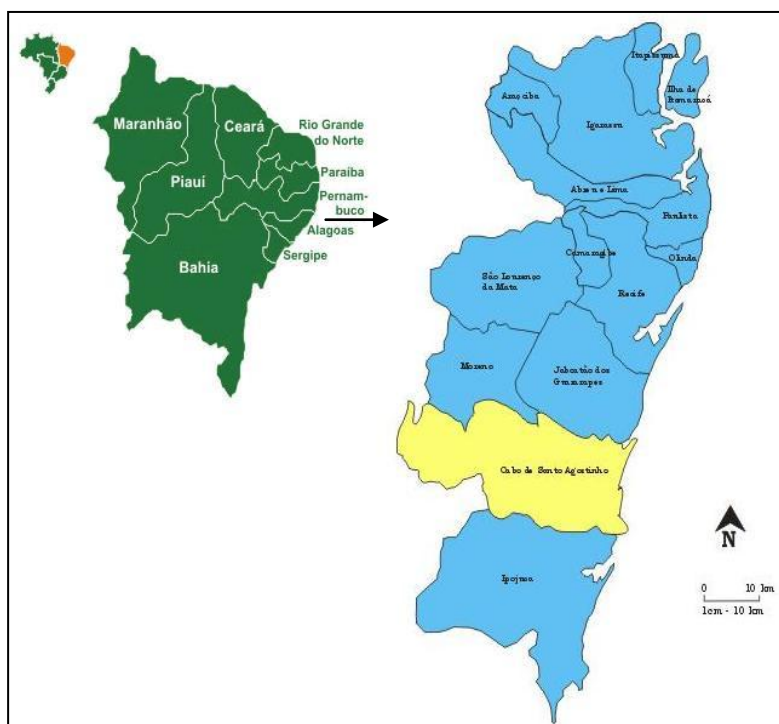 Maranhão
Ceará
Rio Grande
do Norte
Piauí
Paraíba
Pernam-
buco
Alagoas
Bahia
Sergipe
Itapissuma
Ilha de
Itamaracá
Araçoiba
Igarassu
Abreu e Lima
Paulista
Olinda
Camaragibe
São Lourenço
da Mata
Recife
Moreno
Jaboatão dos
Guararapes
Cabo de Santo Agostinho
Ipojuca
N
0 10 km
1cm - 10 km